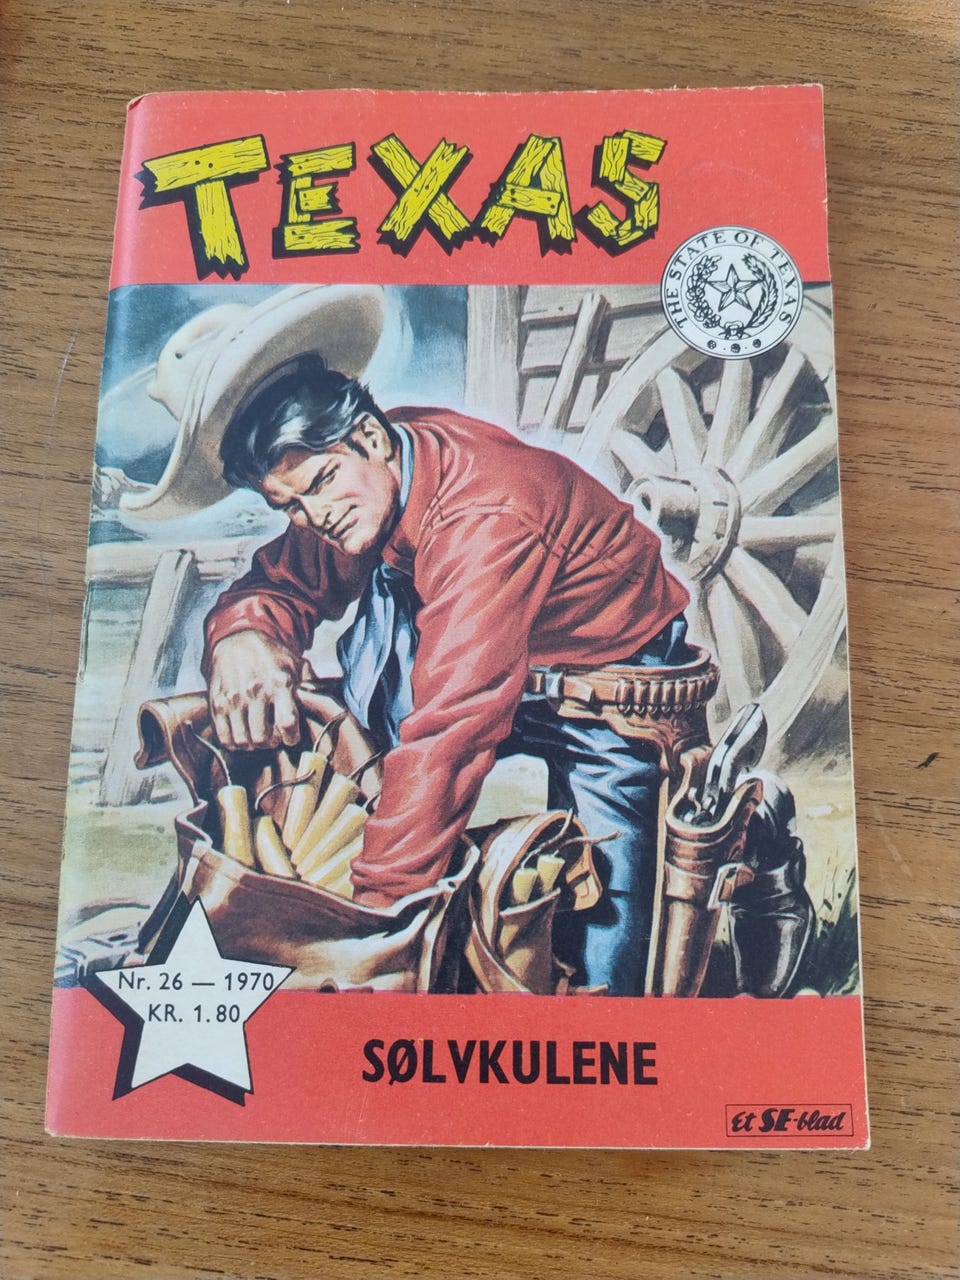 TEXAS
THE STATE OF TEXAS
Nr. 26 — 1970
KR. 1.80
SØLVKULENE
Et SE-blad